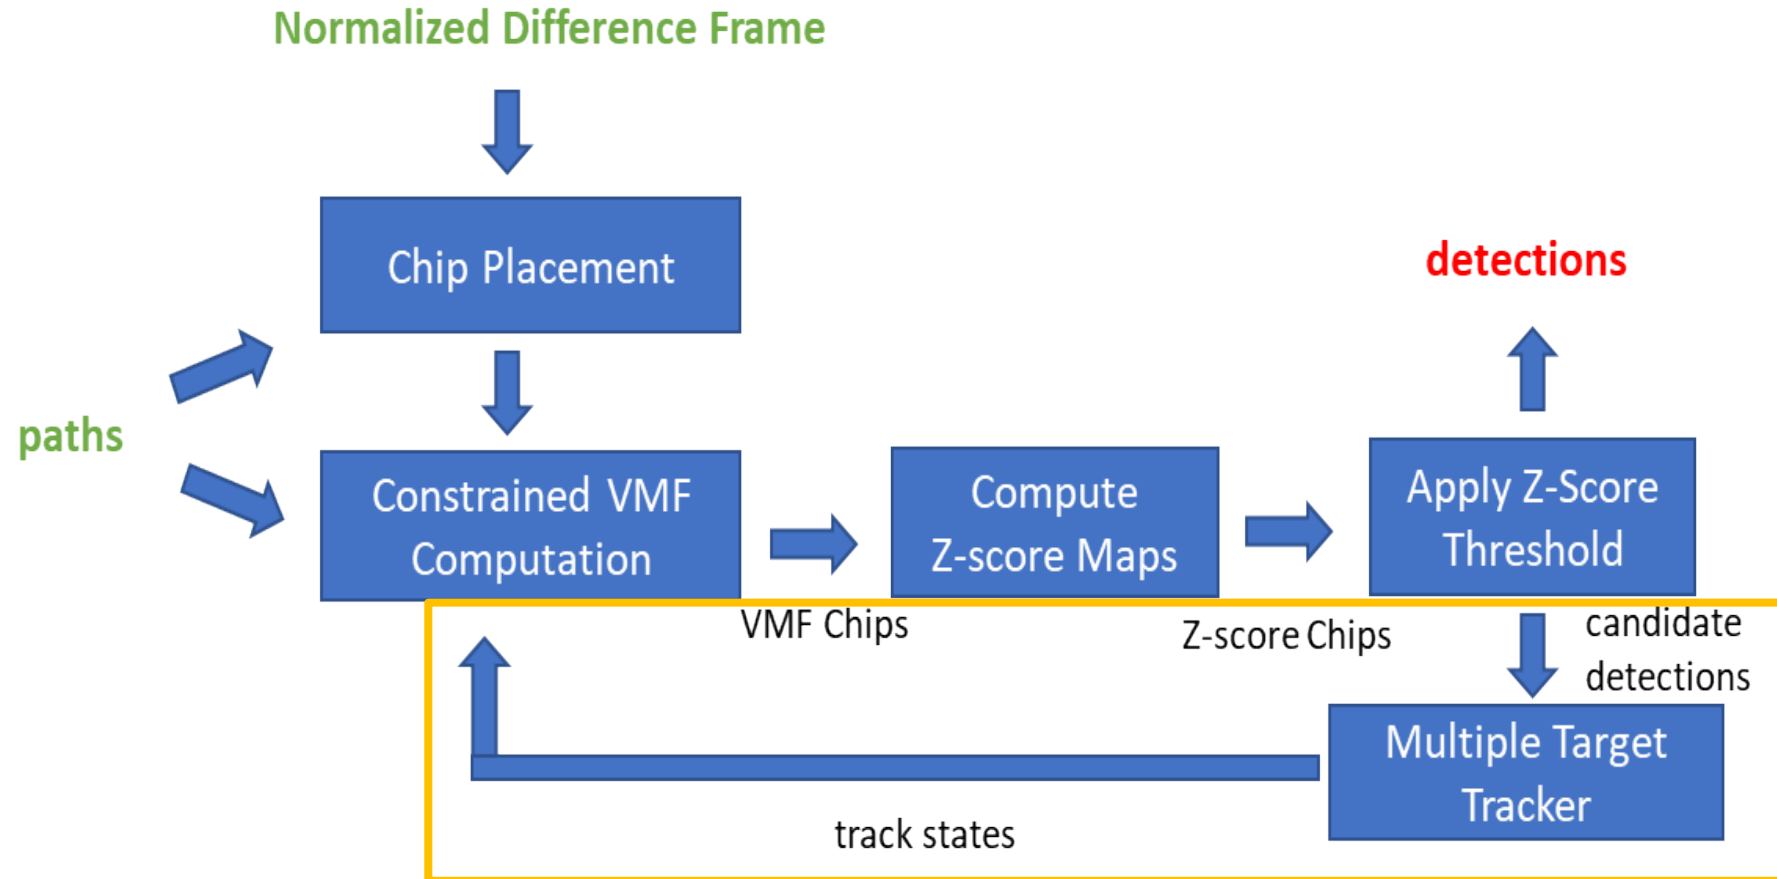 Normalized Difference Frame
Chip Placement
detections
paths
Constrained VMF
Computation
Compute
Z-score Maps
Apply Z-Score
Threshold
VMF Chips
Z-score Chips
candidate
detections
Multiple Target
Tracker
track states